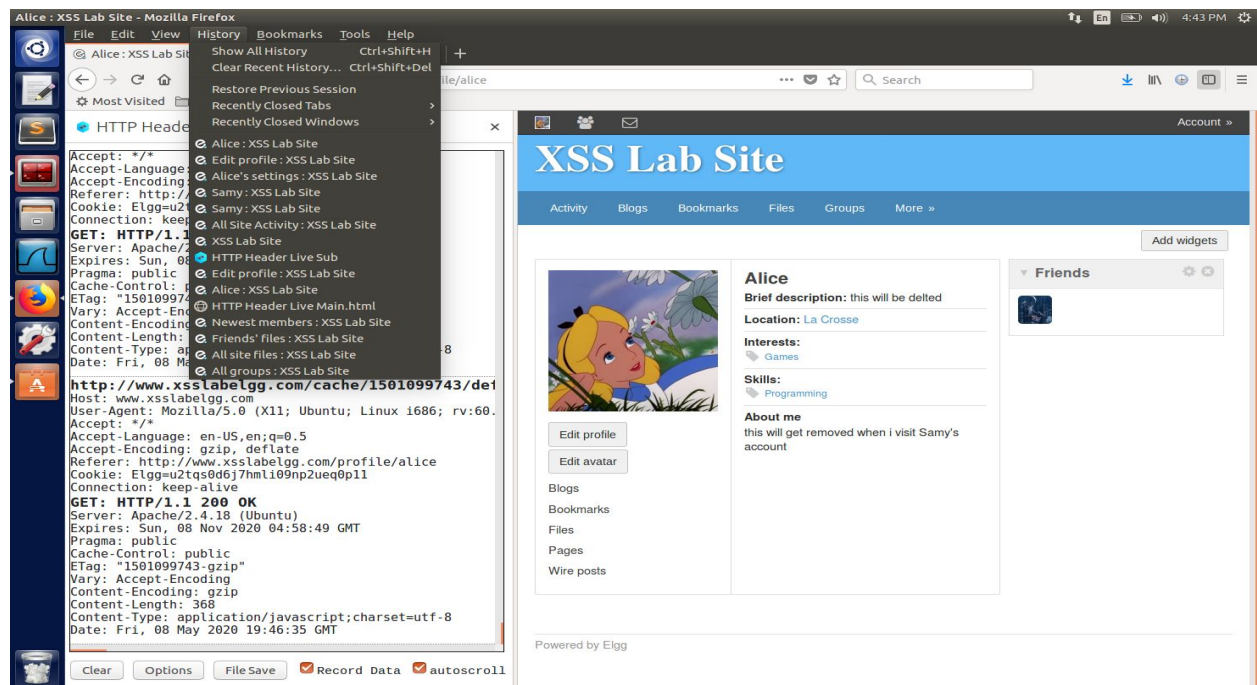 Alice : XSS Lab Site - Mozilla Firefox
En 4:43 PM
File Edit View History Bookmarks Tools Help
Alice : XSS Lab Sit
+
ile/alice
Search
Most Visited
Show All History Ctrl+Shift+H
Clear Recent History... Ctrl+Shift+Del
Restore Previous Session
Recently Closed Tabs
Recently Closed Windows
Alice : XSS Lab Site
Edit profile : XSS Lab Site
Alice's settings : XSS Lab Site
Samy : XSS Lab Site
Samy : XSS Lab Site
All Site Activity : XSS Lab Site
XSS Lab Site
HTTP Header Live Sub
Edit profile : XSS Lab Site
Alice : XSS Lab Site
HTTP Header Live Main.html
Newest members : XSS Lab Site
Friends' files : XSS Lab Site
All site files : XSS Lab Site
All groups : XSS Lab Site
HTTP Heade
Accept: */*
Accept-Language:
Accept-Encoding:
Referer: http:/
Cookie: Elgg=u2t
Connection: kee
GET: HTTP/1.1
Server: Apache/2
Expires: Sun, 08
Pragma: public
Cache-Control: p
ETag: "15010997
Vary: Accept-Enc
Content-Encoding
Content-Length:
Content-Type: ap -8
Date: Fri, 08 Ma
http://www.xsslabelgg.com/cache/1501099743/def
Host: www.xsslabelgg.com
User-Agent: Mozilla/5.0 (X11; Ubuntu; Linux i686; rv:60.
Accept: */*
Accept-Language: en-US,en;q=0.5
Accept-Encoding: gzip, deflate
Referer: http://www.xsslabelgg.com/profile/alice
Cookie: Elgg=u2tqs0d6j7hmli09np2ueq0p11
Connection: keep-alive
GET: HTTP/1.1 200 OK
Server: Apache/2.4.18 (Ubuntu)
Expires: Sun, 08 Nov 2020 04:58:49 GMT
Pragma: public
Cache-Control: public
ETag: "1501099743-gzip"
Vary: Accept-Encoding
Content-Encoding: gzip
Content-Length: 368
Content-Type: application/javascript;charset=utf-8
Date: Fri, 08 May 2020 19:46:35 GMT
Clear Options File Save Record Data autoscroll
Account »
XSS Lab Site
Activity Blogs Bookmarks Files Groups More »
Add widgets
Alice
Brief description: this will be delted
Location: La Crosse
Interests:
Games
Skills:
Programming
About me
this will get removed when i visit Samy's
account
Edit profile
Edit avatar
Blogs
Bookmarks
Files
Pages
Wire posts
Friends
Powered by Elgg